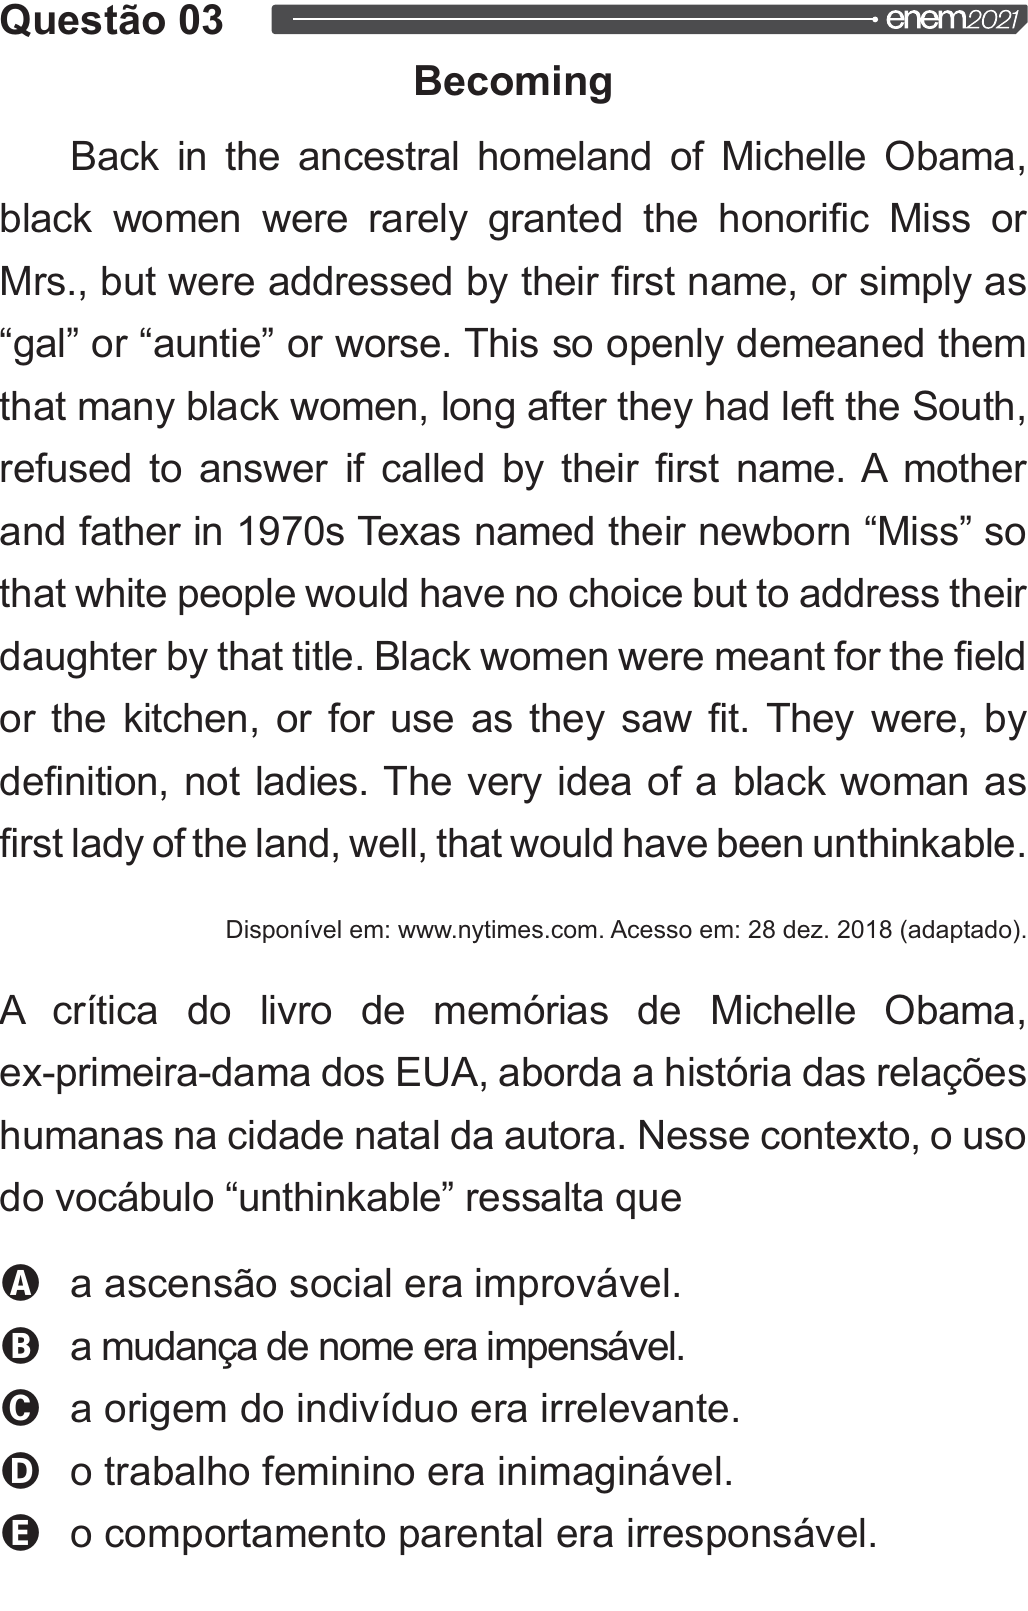 Questão 03
enem2021
Becoming
Back in the ancestral homeland of Michelle Obama,
black women were rarely granted the honorific Miss or
Mrs., but were addressed by their first name, or simply as
“gal” or “auntie” or worse. This so openly demeaned them
that many black women, long after they had left the South,
refused to answer if called by their first name. A mother
and father in 1970s Texas named their newborn “Miss” so
that white people would have no choice but to address their
daughter by that title. Black women were meant for the field
or the kitchen, or for use as they saw fit. They were, by
definition, not ladies. The very idea of a black woman as
first lady of the land, well, that would have been unthinkable.
Disponível em: www.nytimes.com. Acesso em: 28 dez. 2018 (adaptado).
A crítica do livro de memórias de Michelle Obama,
ex-primeira-dama dos EUA, aborda a história das relações
humanas na cidade natal da autora. Nesse contexto, o uso
do vocábulo “unthinkable” ressalta que
A a ascensão social era improvável.
B a mudança de nome era impensável.
C a origem do indivíduo era irrelevante.
D o trabalho feminino era inimaginável.
E o comportamento parental era irresponsável.